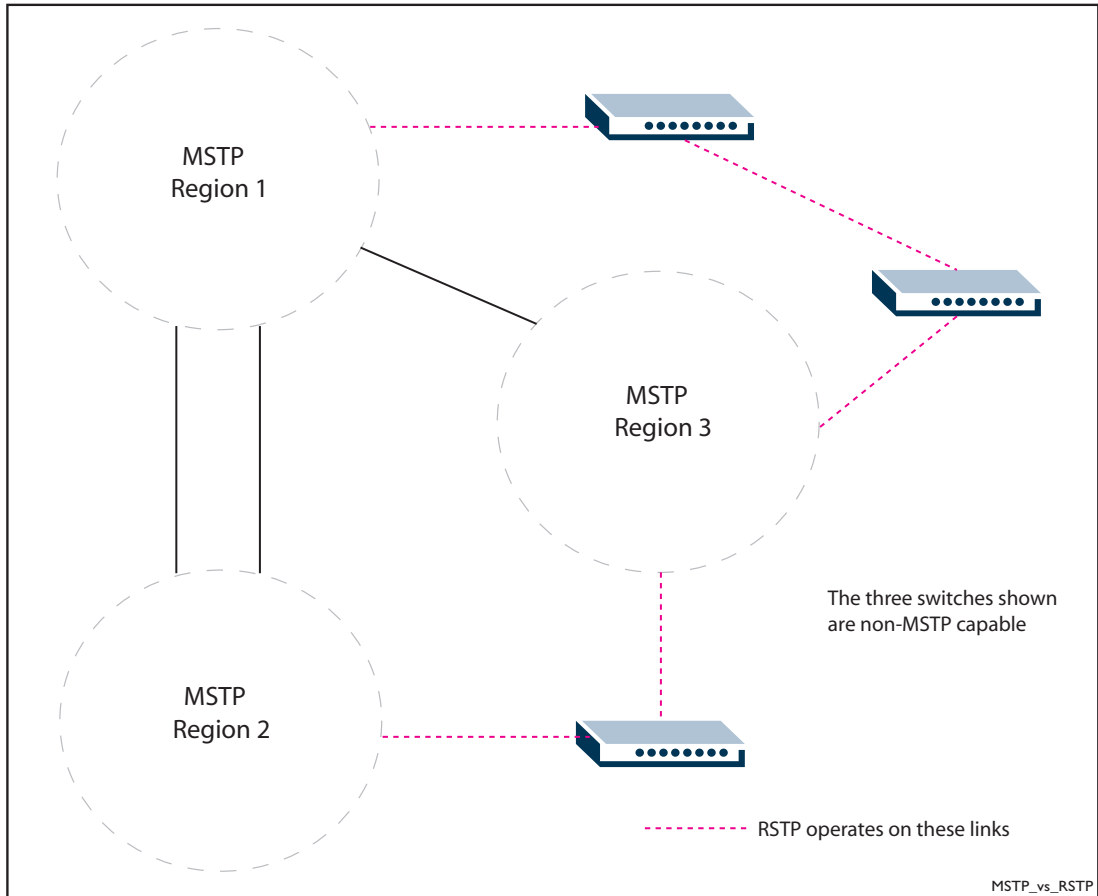 MSTP
Region 1
MSTP
Region 3
The three switches shown
are non-MSTP capable
MSTP
Region 2
RSTP operates on these links
MSTP_vs_RSTP